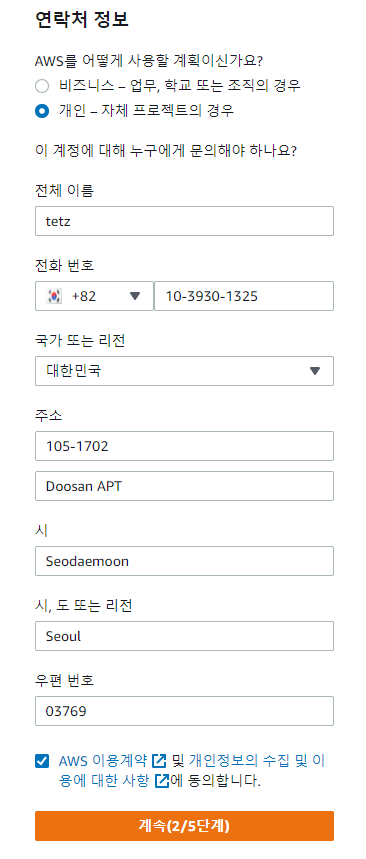 연락처 정보
AWS를 어떻게 사용할 계획이신가요?
비즈니스 – 업무, 학교 또는 조직의 경우
개인 – 자체 프로젝트의 경우
이 계정에 대해 누구에게 문의해야 하나요?
전체 이름
tetz
전화 번호
+82 10-3930-1325
국가 또는 리전
대한민국
주소
105-1702
Doosan APT
시
Seodaemoon
시, 도 또는 리전
Seoul
우편 번호
03769
AWS 이용계약 및 개인정보의 수집 및 이
용에 대한 사항 에 동의합니다.
계속(2/5단계)